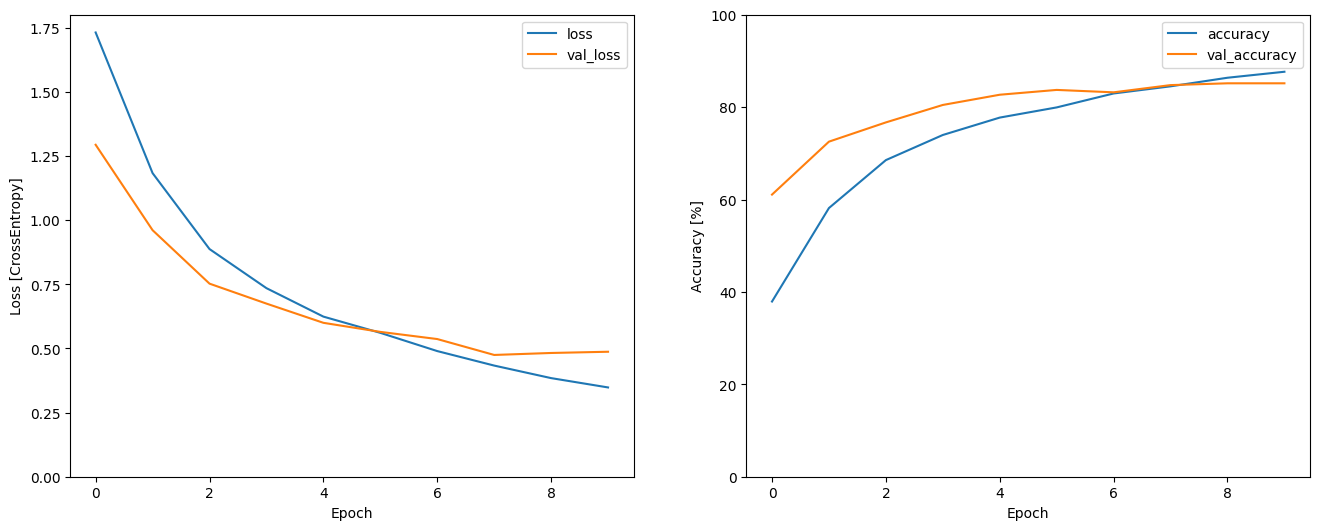 1.75
1.50
1.25
1.00
0.75
0.50
0.25
0.00
Loss [CrossEntropy]
0 2 4 6 8
Epoch
loss
val_loss
100
80
60
40
20
0
Accuracy [%]
0 2 4 6 8
Epoch
accuracy
val_accuracy